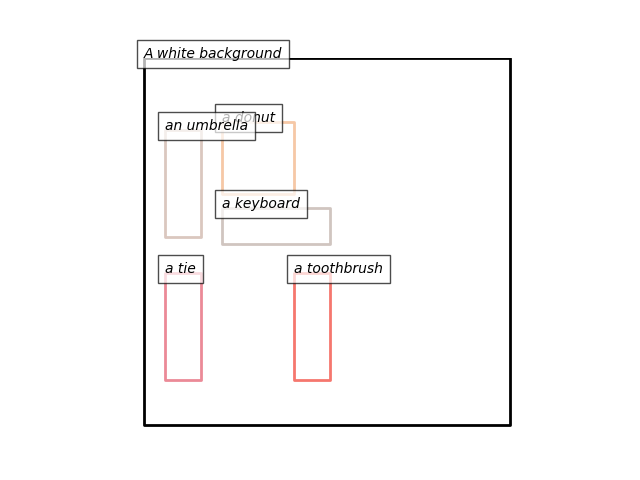 A white background
a donut
an umbrella
a keyboard
a tie
a toothbrush